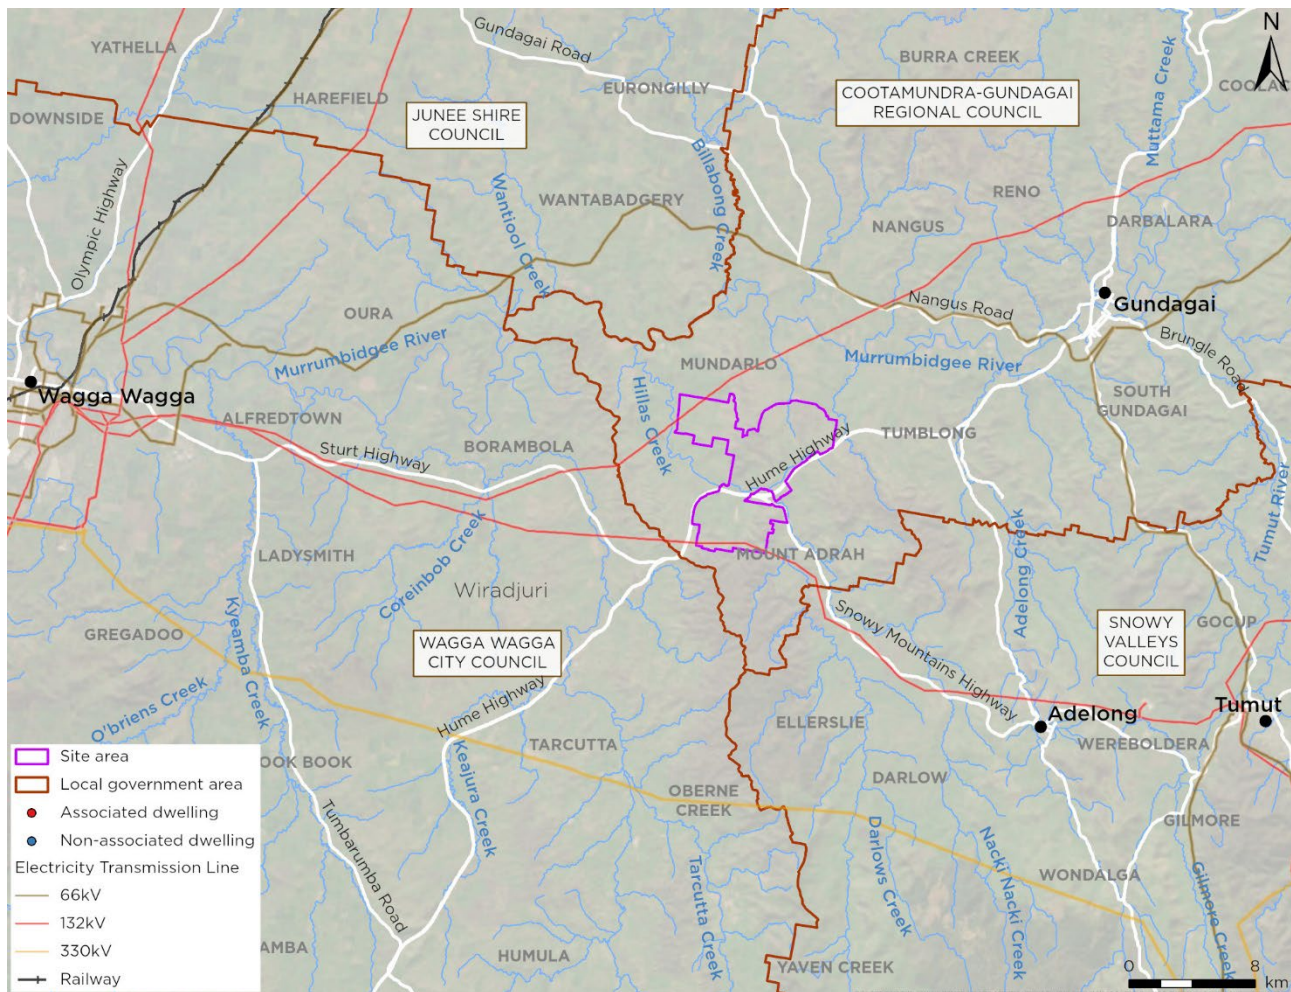 N
YATHELLA
Gundagai Road
BURRA CREEK
EURONGILLY
COOLAC
HAREFIELD
DOWNSIDE
JUNEE SHIRE
COUNCIL
COOTAMUNDRA-GUNDAGAI
REGIONAL COUNCIL
Muttama Creek
Billabong Creek
Olympic Highway
Wantiool Creek
WANTABADGERY
RENO
NANGUS
DARBALARA
OURA
Nangus Road
Gundagai
Murrumbidgee River
MUNDARLO
Murrumbidgee River
Brungle Road
Wagga Wagga
Hillas Creek
SOUTH
GUNDAGAI
ALFREDTOWN
Sturt Highway
BORAMBOLA
TUMBLONG
Hume Highway
Tumut River
LADYSMITH
Coreinbob Creek
MOUNT ADRAH
Adelong Creek
Wiradjuri
Kyeamba Creek
GREGADOO
WAGGA WAGGA
CITY COUNCIL
Snowy Mountains Highway
SNOWY
VALLEYS
COUNCIL
GOCUP
O'briens Creek
Hume Highway
ELLERSLIE
Adelong
Tumut
Keajura Creek
TARCUTTA
WEREBOLDERA
OOK BOOK
DARLOW
OBERNE
CREEK
Tumbarumba Road
GILMORE
Darlows Creek
Nacki Nacki Creek
WONDALGA
Tarcutta Creek
Gilmore Creek
AMBA
HUMULA
YAVEN CREEK
Site area
Local government area
Associated dwelling
Non-associated dwelling
Electricity Transmission Line
66kV
132kV
330kV
Railway
0 8
km